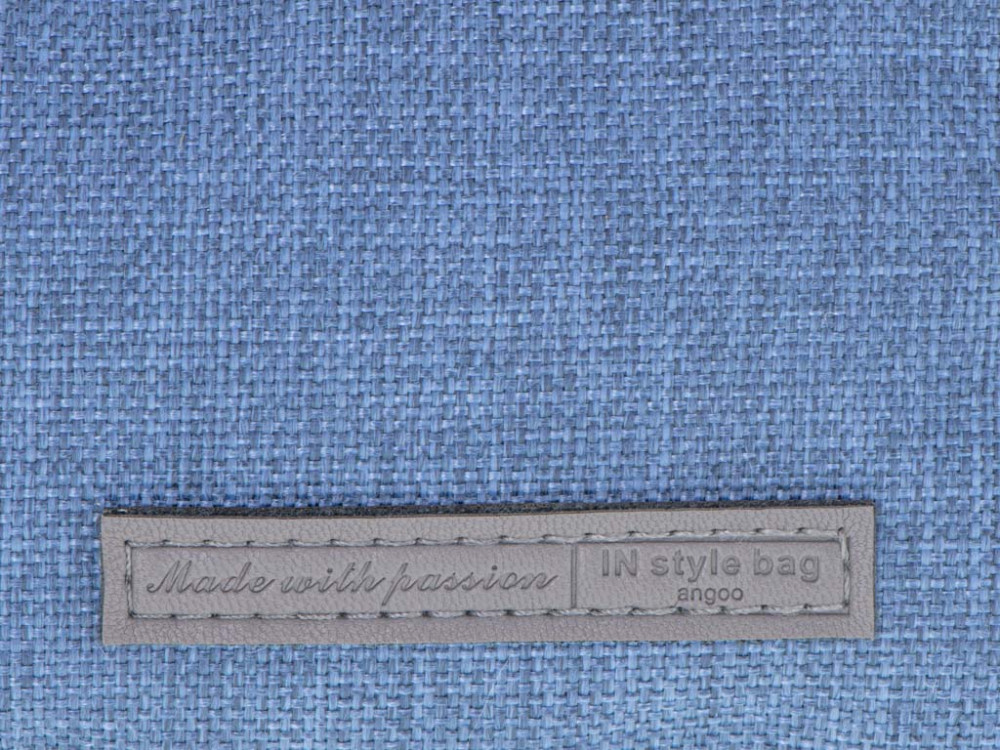 Made with passion
IN style bag
angoo